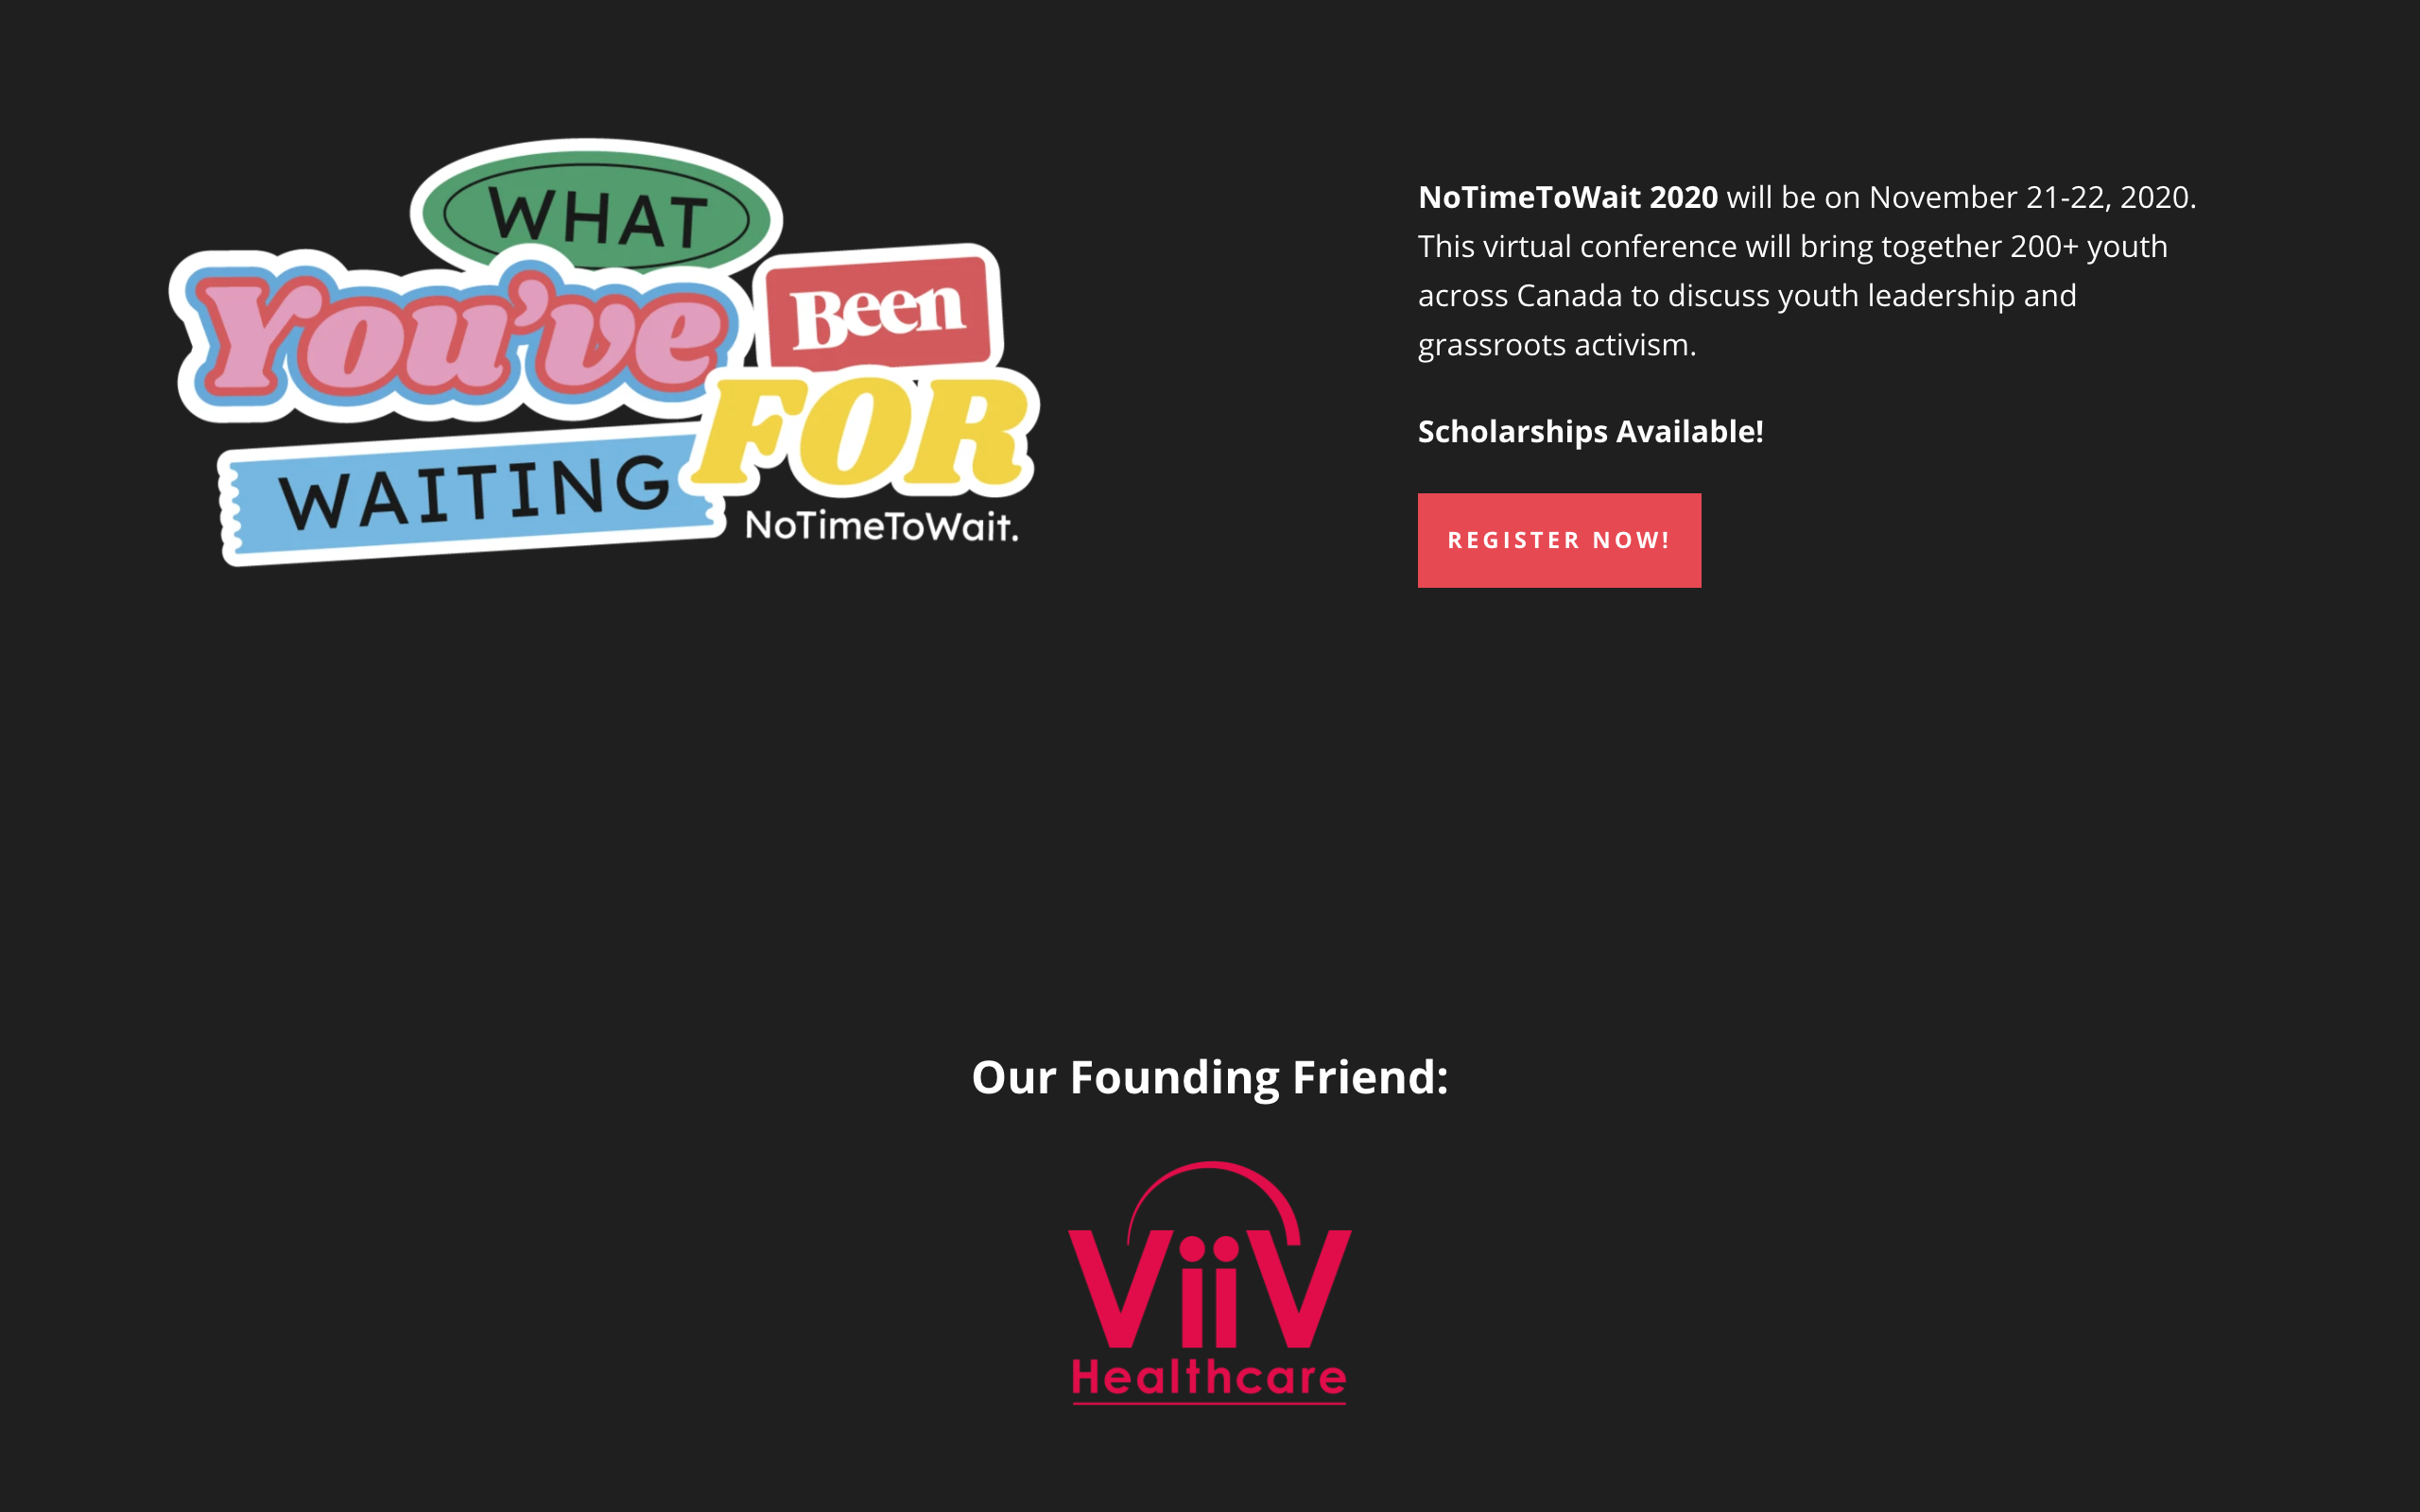 WHAT
You've Been
WAITING FOR
NoTimeToWait.
NoTimeToWait 2020 will be on November 21-22, 2020.
This virtual conference will bring together 200+ youth
across Canada to discuss youth leadership and
grassroots activism.
Scholarships Available!
REGISTER NOW!
Our Founding Friend:
ViiV
Healthcare